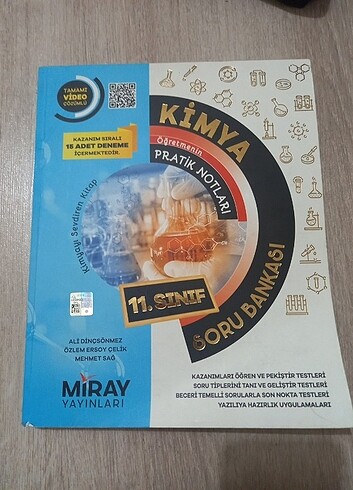 TAMAMI
VİDEO
ÇÖZÜMLÜ
KAZANIM SIRALI
15 ADET DENEME
İÇERMEKTEDİR.
KİMYA
Öğretmenin
PRATİK NOTLARI
Kimyayı Sevdiren Kitap
11. SINIF
SORU BANKASI
ALİ DİNÇSÖNMEZ
ÖZLEM ERSOY ÇELİK
MEHMET SAĞ
MİRAY
YAYINLARI
KAZANIMLARI ÖĞREN VE PEKİŞTİR TESTLERİ
SORU TİPLERİNİ TANI VE GELİŞTİR TESTLERİ
BECERİ TEMELLİ SORULARLA SON NOKTA TESTLERİ
YAZILIYA HAZIRLIK UYGULAMALARI